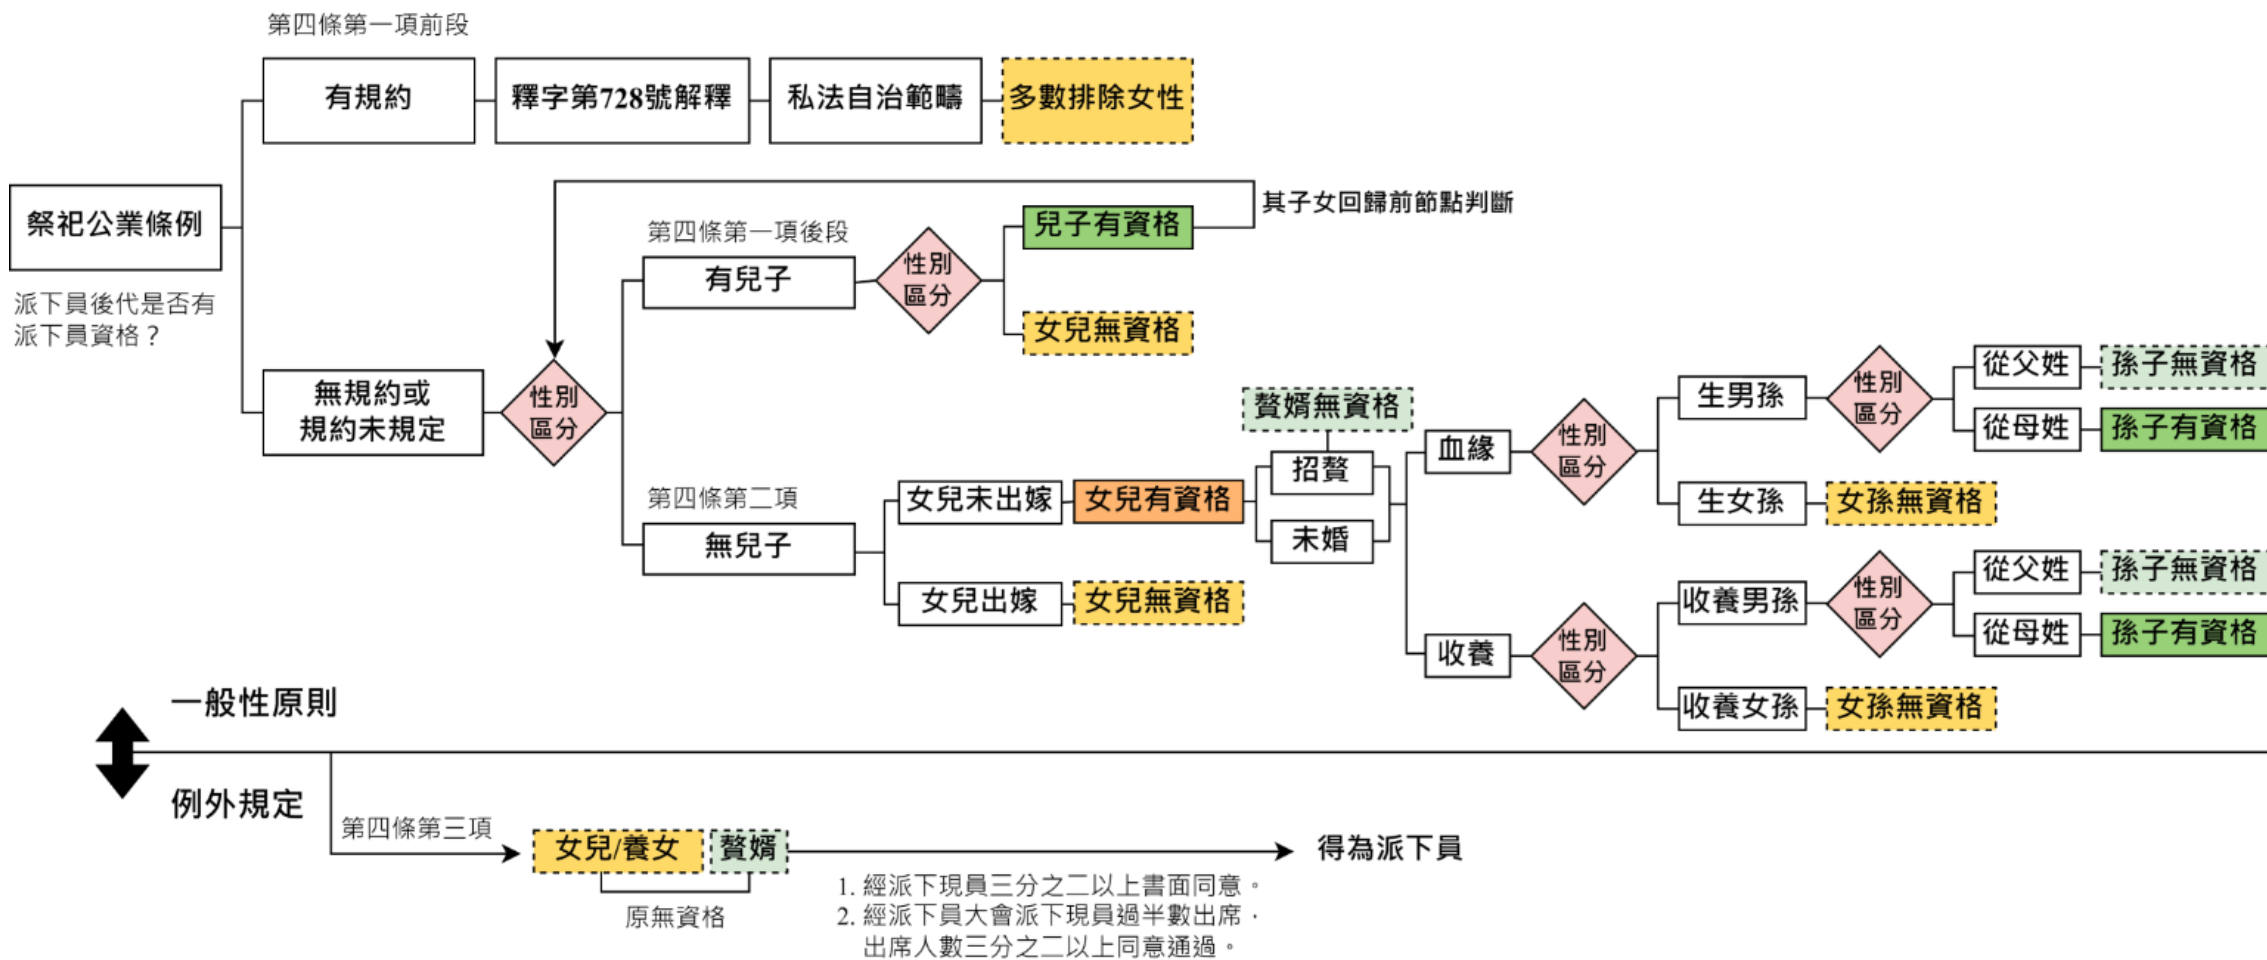 第四條第一項前段
有規約
釋字第728號解釋
私法自治範疇
多數排除女性
祭祀公業條例
派下員後代是否有
派下員資格？
其子女回歸前節點判斷
第四條第一項後段
有兒子
性別
區分
兒子有資格
女兒無資格
無規約或
規約未規定
性別
區分
第四條第二項
無兒子
女兒未出嫁
女兒有資格
女兒出嫁
女兒無資格
贅婿無資格
招贅
未婚
血緣
性別
區分
生男孫
性別
區分
從父姓
孫子無資格
從母姓
孫子有資格
生女孫
女孫無資格
收養
性別
區分
收養男孫
性別
區分
從父姓
孫子無資格
從母姓
孫子有資格
收養女孫
女孫無資格
一般性原則
例外規定
第四條第三項
女兒/養女
贅婿
原無資格
得為派下員
1. 經派下現員三分之二以上書面同意。
2. 經派下員大會派下現員過半數出席，
出席人數三分之二以上同意通過。